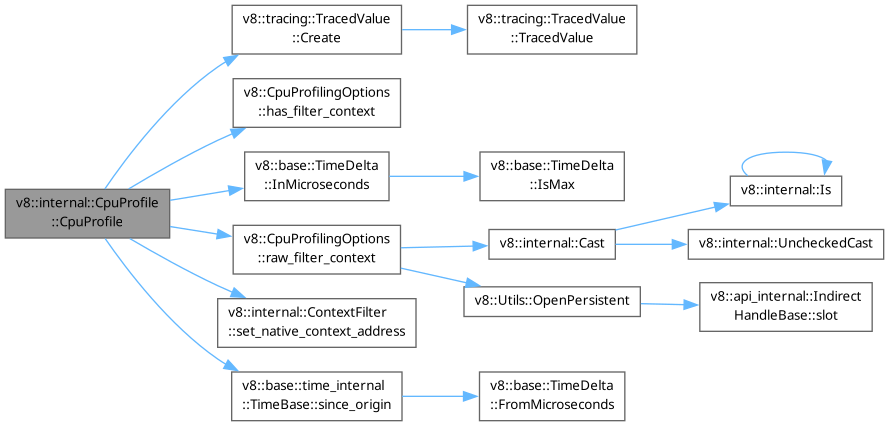 v8::internal::CpuProfile
::CpuProfile
v8::tracing::TracedValue
::Create
v8::tracing::TracedValue
::TracedValue
v8::CpuProfilingOptions
::has_filter_context
v8::base::TimeDelta
::InMicroseconds
v8::base::TimeDelta
::IsMax
v8::CpuProfilingOptions
::raw_filter_context
v8::internal::Cast
v8::internal::Is
v8::internal::UncheckedCast
v8::Utils::OpenPersistent
v8::api_internal::Indirect
HandleBase::slot
v8::internal::ContextFilter
::set_native_context_address
v8::base::time_internal
::TimeBase::since_origin
v8::base::TimeDelta
::FromMicroseconds